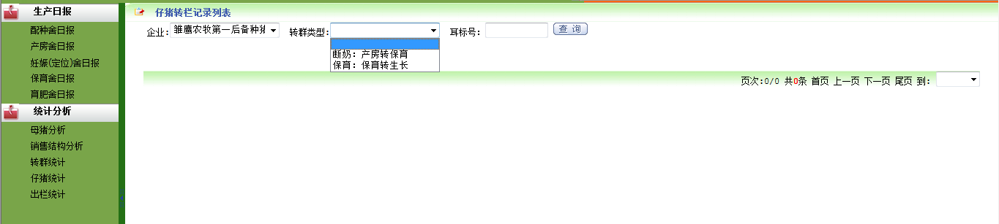 生产日报
配种舍日报
产房舍日报
妊娠(定位)舍日报
保育舍日报
育肥舍日报
统计分析
母猪分析
销售结构分析
转群统计
仔猪统计
出栏统计
仔猪转栏记录列表
企业: 雏鹰农牧第一后备种猪 转群类型: 耳标号: 查 询
断奶: 产房转保育
保育: 保育转生长
页次:0/0 共0条 首页 上一页 下一页 尾页 到: